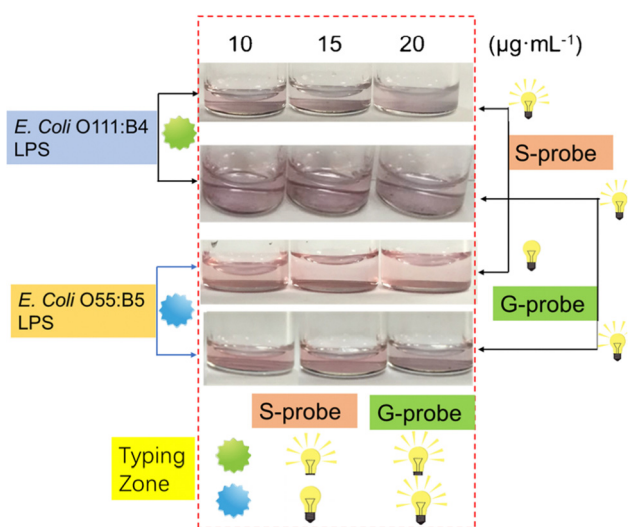 10 15 20 (µg·mL⁻¹)
E. Coli O111:B4
LPS
S-probe
E. Coli O55:B5
LPS
G-probe
S-probe G-probe
Typing
Zone